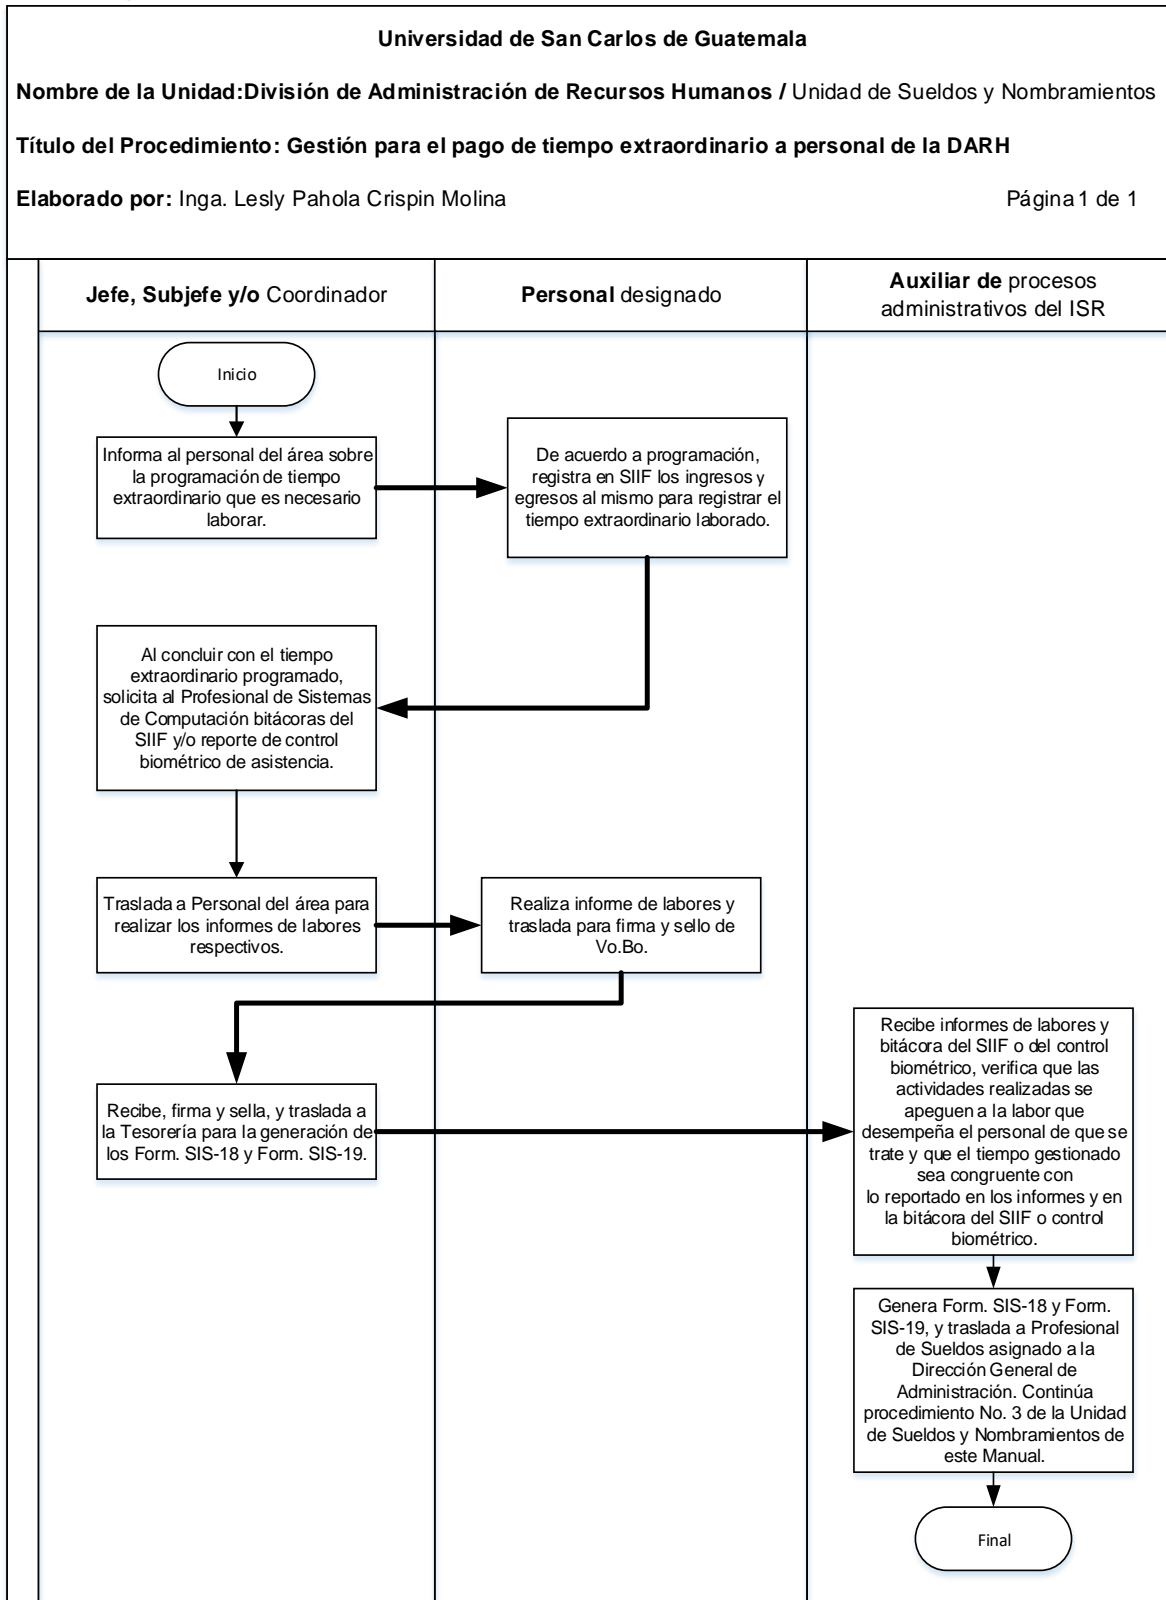 Universidad de San Carlos de Guatemala
Nombre de la Unidad:División de Administración de Recursos Humanos / Unidad de Sueldos y Nombramientos
Título del Procedimiento: Gestión para el pago de tiempo extraordinario a personal de la DARH
Elaborado por: Inga. Lesly Pahola Crispin Molina
Página 1 de 1
Jefe, Subjefe y/o Coordinador
Personal designado
Auxiliar de procesos
administrativos del ISR
Inicio
Informa al personal del área sobre
la programación de tiempo
extraordinario que es necesario
laborar.
De acuerdo a programación,
registra en SIIF los ingresos y
egresos al mismo para registrar el
tiempo extraordinario laborado.
Al concluir con el tiempo
extraordinario programado,
solicita al Profesional de Sistemas
de Computación bitácoras del
SIIF y/o reporte de control
biométrico de asistencia.
Traslada a Personal del área para
realizar los informes de labores
respectivos.
Realiza informe de labores y
traslada para firma y sello de
Vo.Bo.
Recibe, firma y sella, y traslada a
la Tesorería para la generación de
los Form. SIS-18 y Form. SIS-19.
Recibe informes de labores y
bitácora del SIIF o del control
biométrico, verifica que las
actividades realizadas se
apeguen a la labor que
desempeña el personal de que se
trate y que el tiempo gestionado
sea congruente con
lo reportado en los informes y en
la bitácora del SIIF o control
biométrico.
Genera Form. SIS-18 y Form.
SIS-19, y traslada a Profesional
de Sueldos asignado a la
Dirección General de
Administración. Continúa
procedimiento No. 3 de la Unidad
de Sueldos y Nombramientos de
este Manual.
Final